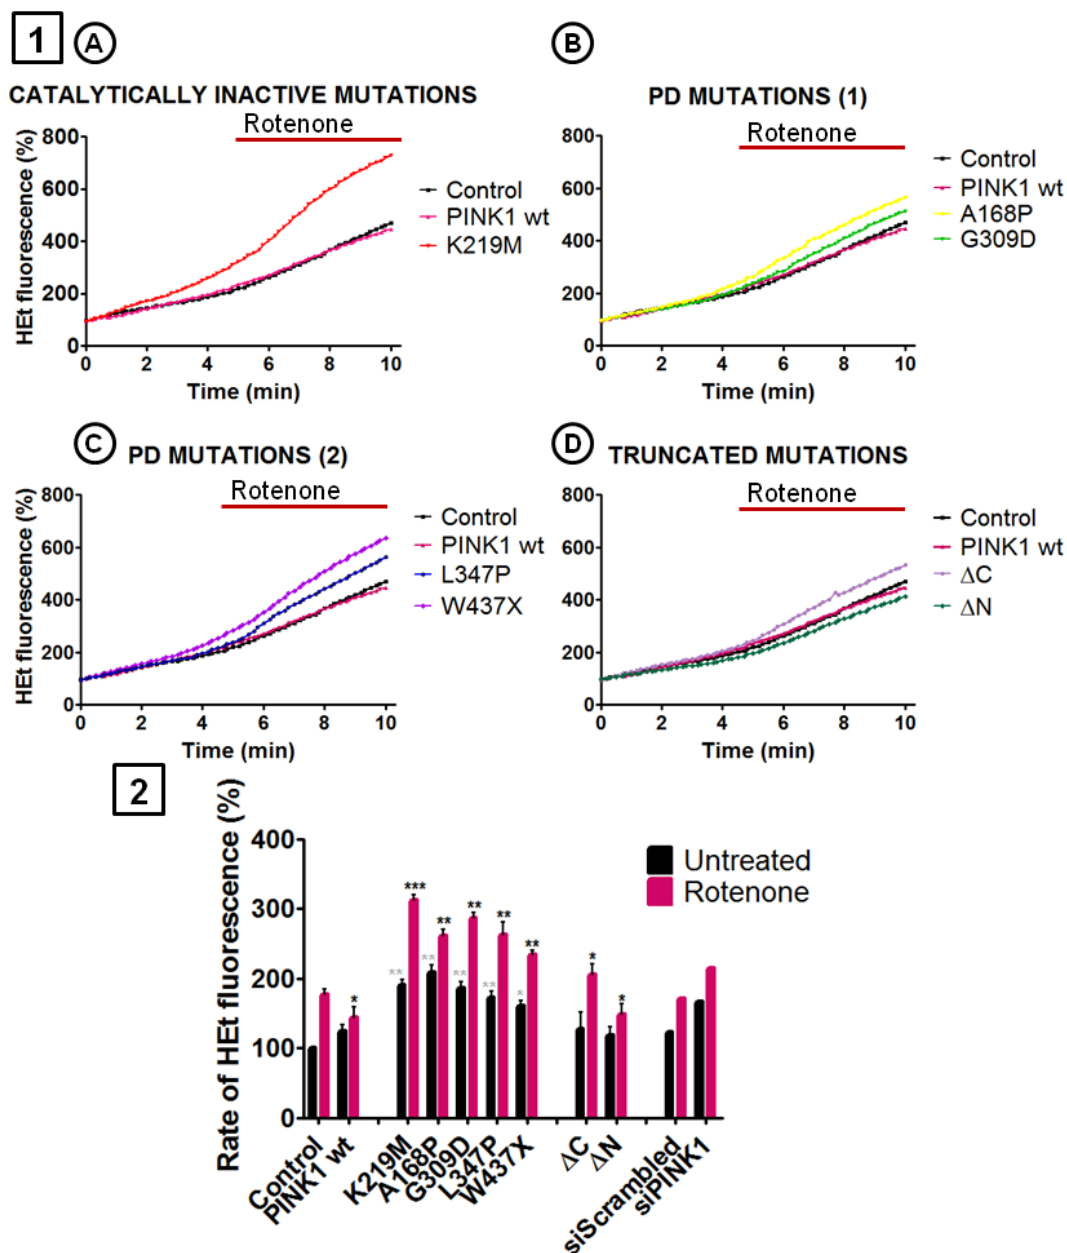 1 A
CATALYTICALLY INACTIVE MUTATIONS
Rotenone
HEt fluorescence (%)
800
600
400
200
0
0 2 4 6 8 10
Time (min)
Control
PINK1 wt
K219M
B
PD MUTATIONS (1)
Rotenone
800
600
400
200
0
0 2 4 6 8 10
Time (min)
Control
PINK1 wt
A168P
G309D
C
PD MUTATIONS (2)
Rotenone
HEt fluorescence (%)
800
600
400
200
0
0 2 4 6 8 10
Time (min)
Control
PINK1 wt
L347P
W437X
D
TRUNCATED MUTATIONS
Rotenone
800
600
400
200
0
0 2 4 6 8 10
Time (min)
Control
PINK1 wt
ΔC
ΔN
2
Rate of HEt fluorescence (%)
400
300
200
100
0
Untreated
Rotenone
* ** *** ** ** ** ** ** ** * ** * *
Control
PINK1 wt
K219M
A168P
G309D
L347P
W437X
ΔC
ΔN
siScrambled
siPINK1